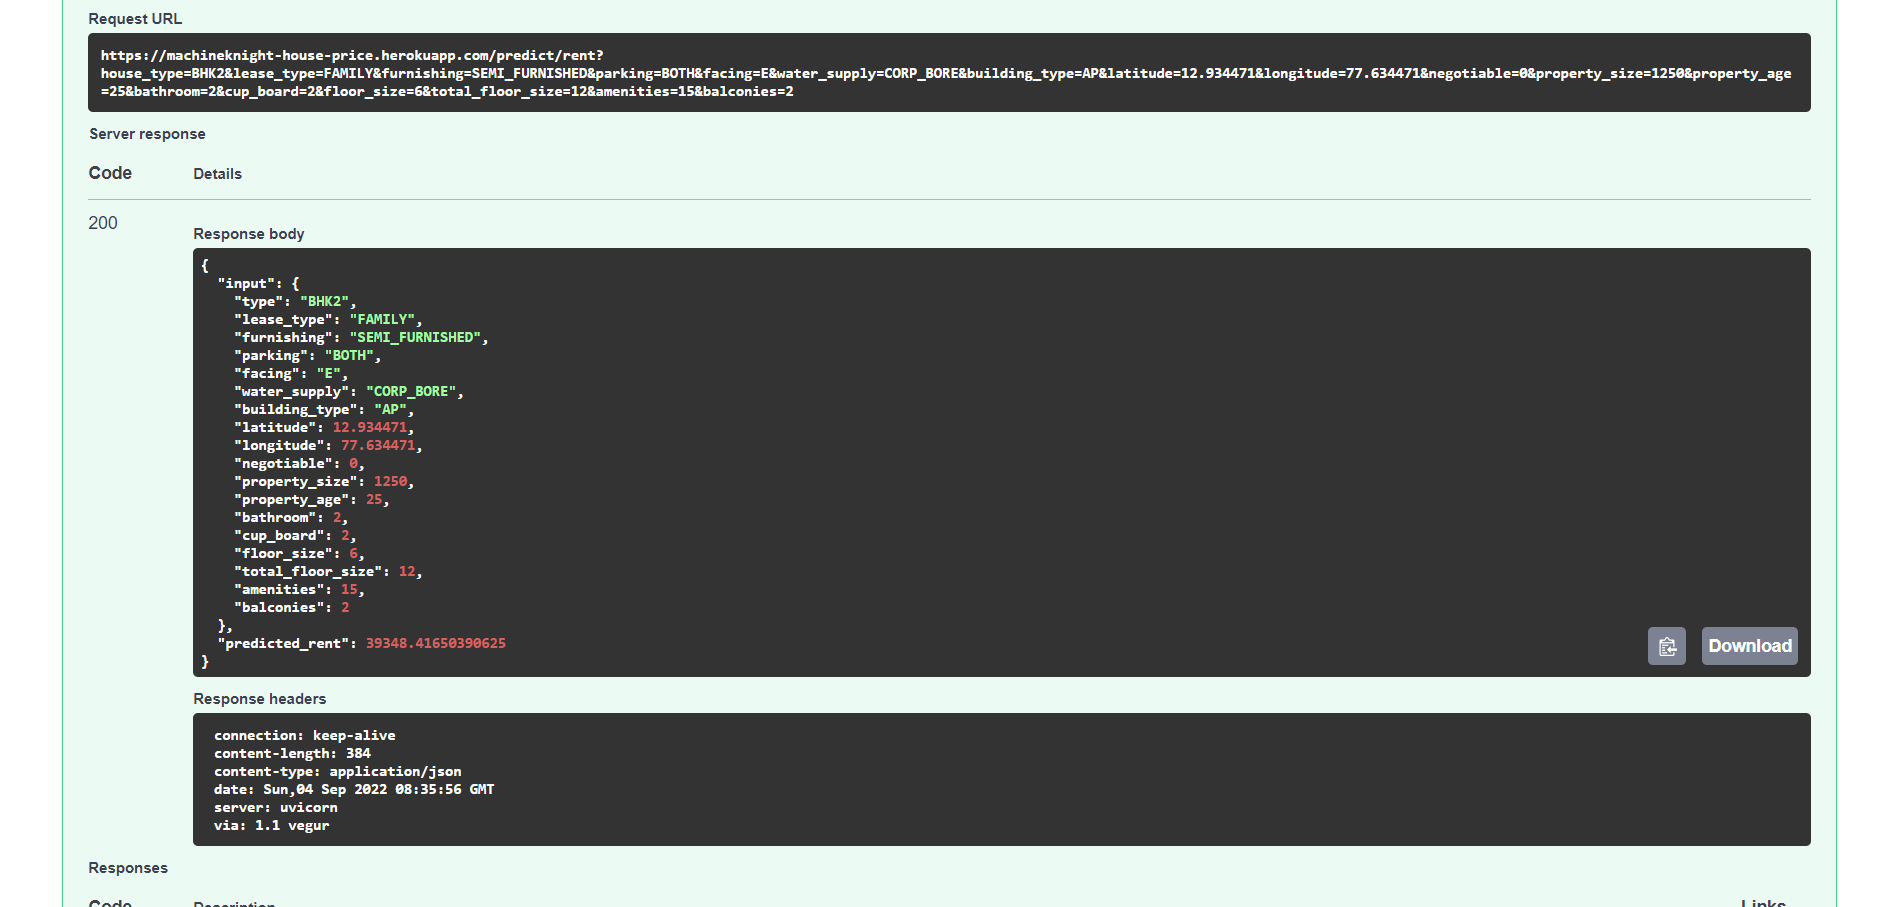 Request URL
https://machineknight-house-price.herokuapp.com/predict/rent?
house_type=BHK2&lease_type=FAMILY&furnishing=SEMI_FURNISHED&parking=BOTH&facing=E&water_supply=CORP_BORE&building_type=AP&latitude=12.934471&longitude=77.634471&negotiable=0&property_size=1250&property_age
=25&bathroom=2&cup_board=2&floor_size=6&total_floor_size=12&amenities=15&balconies=2
Server response
Code Details
200
Response body
{
"input": {
"type": "BHK2",
"lease_type": "FAMILY",
"furnishing": "SEMI_FURNISHED",
"parking": "BOTH",
"facing": "E",
"water_supply": "CORP_BORE",
"building_type": "AP",
"latitude": 12.934471,
"longitude": 77.634471,
"negotiable": 0,
"property_size": 1250,
"property_age": 25,
"bathroom": 2,
"cup_board": 2,
"floor_size": 6,
"total_floor_size": 12,
"amenities": 15,
"balconies": 2
},
"predicted_rent": 39348.41650390625
}
Download
Response headers
connection: keep-alive
content-length: 384
content-type: application/json
date: Sun,04 Sep 2022 08:35:56 GMT
server: uvicorn
via: 1.1 vegur
Responses
Code Description Links